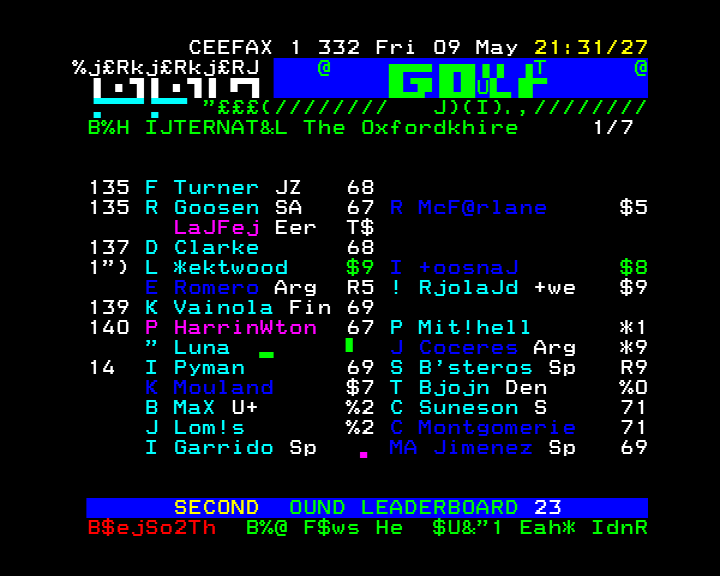 CEEFAX 1 332 Fri 09 May 21:31/27
%j£Rkj£Rkj£RJ @ T @
GOLF U
"£££(//////// J)(I).,////////
B%H IJTERNAT&L The Oxfordkhire 1/7
135 F Turner JZ 68
135 R Goosen SA 67 R McF@rlane $5
LaJFej Eer T$
137 D Clarke 68
1") L *ektwood $9 I +oosnaJ $8
E Romero Arg R5 ! RjolaJd +we $9
139 K Vainola Fin 69
140 P HarrinWton 67 P Mit!hell *1
" Luna J Coceres Arg *9
14 I Pyman 69 S B'steros Sp R9
K Mouland $7 T Bjojn Den %0
B MaX U+ %2 C Suneson S 71
J Lom!s %2 C Montgomerie 71
I Garrido Sp MA Jimenez Sp 69
SECOND OUND LEADERBOARD 23
B$ejSo2Th B%@ F$ws He $U&"1 Eah* IdnR